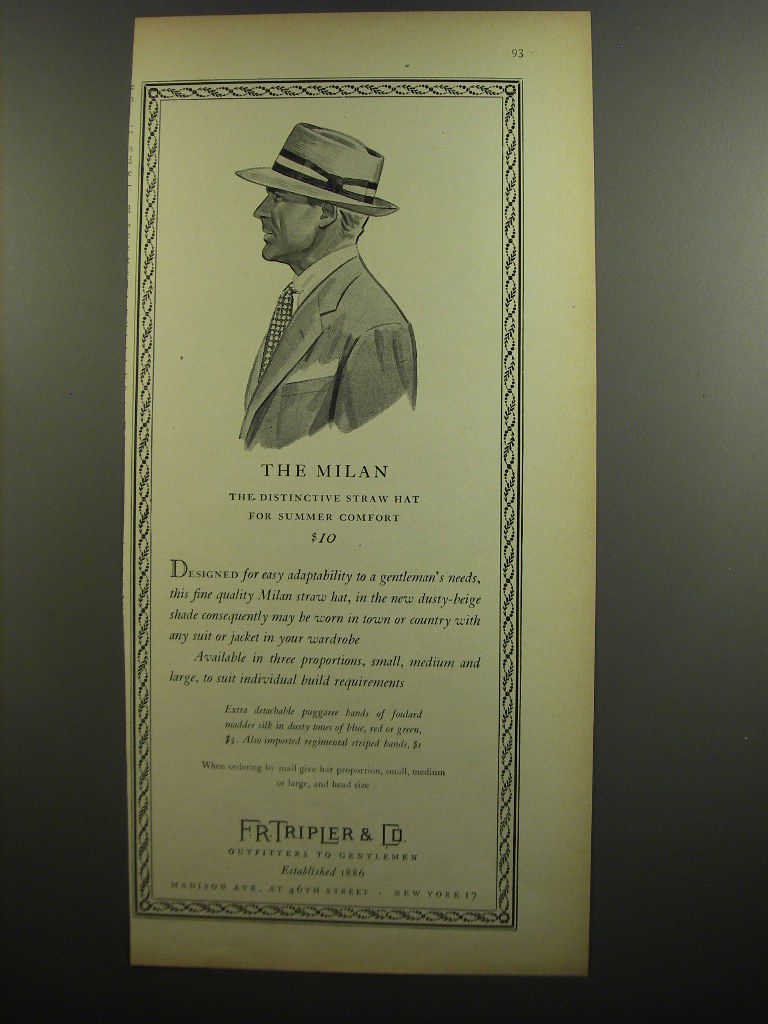 93
THE MILAN
THE DISTINCTIVE STRAW HAT
FOR SUMMER COMFORT
$10
DESIGNED for easy adaptability to a gentleman's needs,
this fine quality Milan straw hat, in the new dusty-beige
shade consequently may be worn in town or country with
any suit or jacket in your wardrobe
Available in three proportions, small, medium and
large, to suit individual build requirements
Extra detachable puggaree bands of foulard
madder silk in dusty tones of blue, red or green,
$3. Also imported regimental striped bands, $1
When ordering by mail give hat proportion, small, medium
or large, and head size
F.R. TRIPLER & CO.
OUTFITTERS TO GENTLEMEN
Established 1886
MADISON AVE. AT 46TH STREET · NEW YORK 17